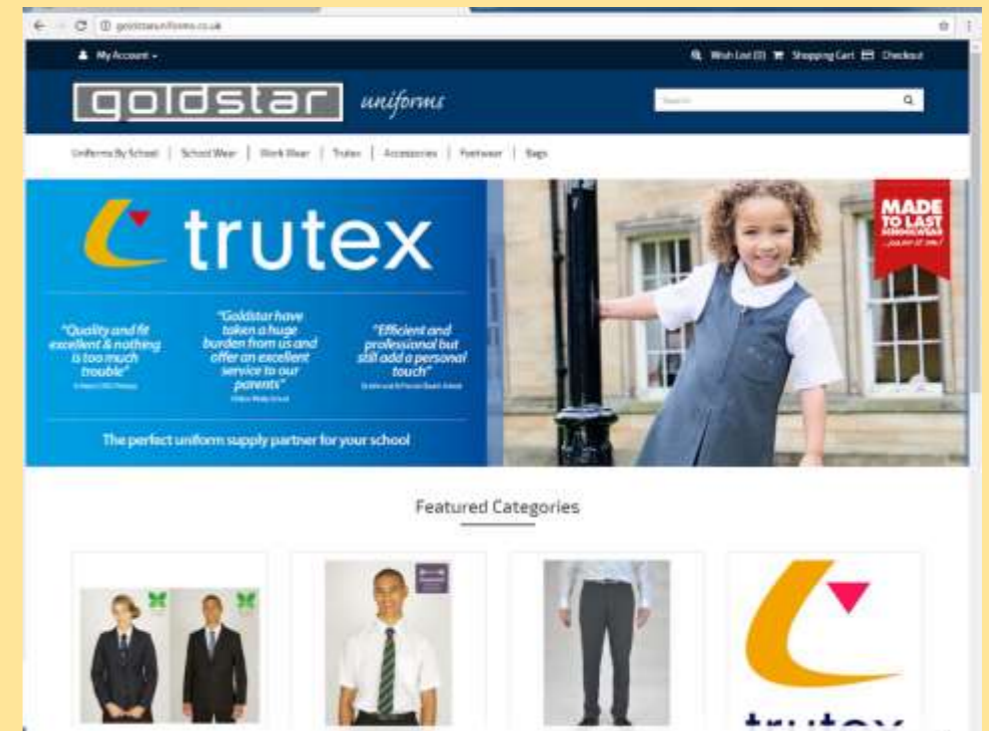 goldstaruniforms.co.uk
My Account
Wish List (0) Shopping Cart Checkout
goldstar uniforms
Search
Uniforms By School | School Wear | Work Wear | Trutex | Accessories | Footwear | Bags
trutex
MADE
TO LAST
SCHOOLWEAR
"Quality and fit
excellent & nothing
is too much
trouble"
"Goldstar have
taken a huge
burden from us and
offer an excellent
service to our
parents"
"Efficient and
professional but
still add a personal
touch"
The perfect uniform supply partner for your school
Featured Categories
trutex